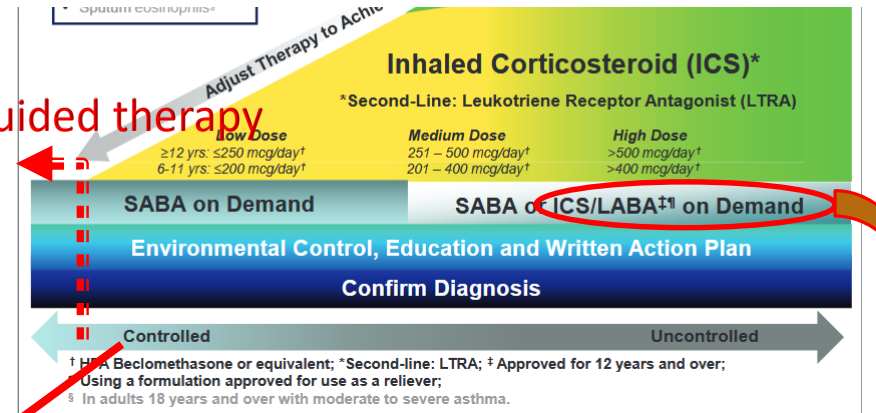 Sputum eosinophils§
Adjust Therapy to
Inhaled Corticosteroid (ICS)*
*Second-Line: Leukotriene Receptor Antagonist (LTRA)
therapy
Low Dose Medium Dose High Dose
≥12 yrs: ≤250 mcg/day† 251 – 500 mcg/day† >500 mcg/day†
6-11 yrs: ≤200 mcg/day† 201 – 400 mcg/day† >400 mcg/day†
SABA on Demand SABA or ICS/LABA‡¶ on Demand
Environmental Control, Education and Written Action Plan
Confirm Diagnosis
Controlled Uncontrolled
† HFA Beclomethasone or equivalent; *Second-line: LTRA; ‡ Approved for 12 years and over;
Using a formulation approved for use as a reliever;
§ In adults 18 years and over with moderate to severe asthma.